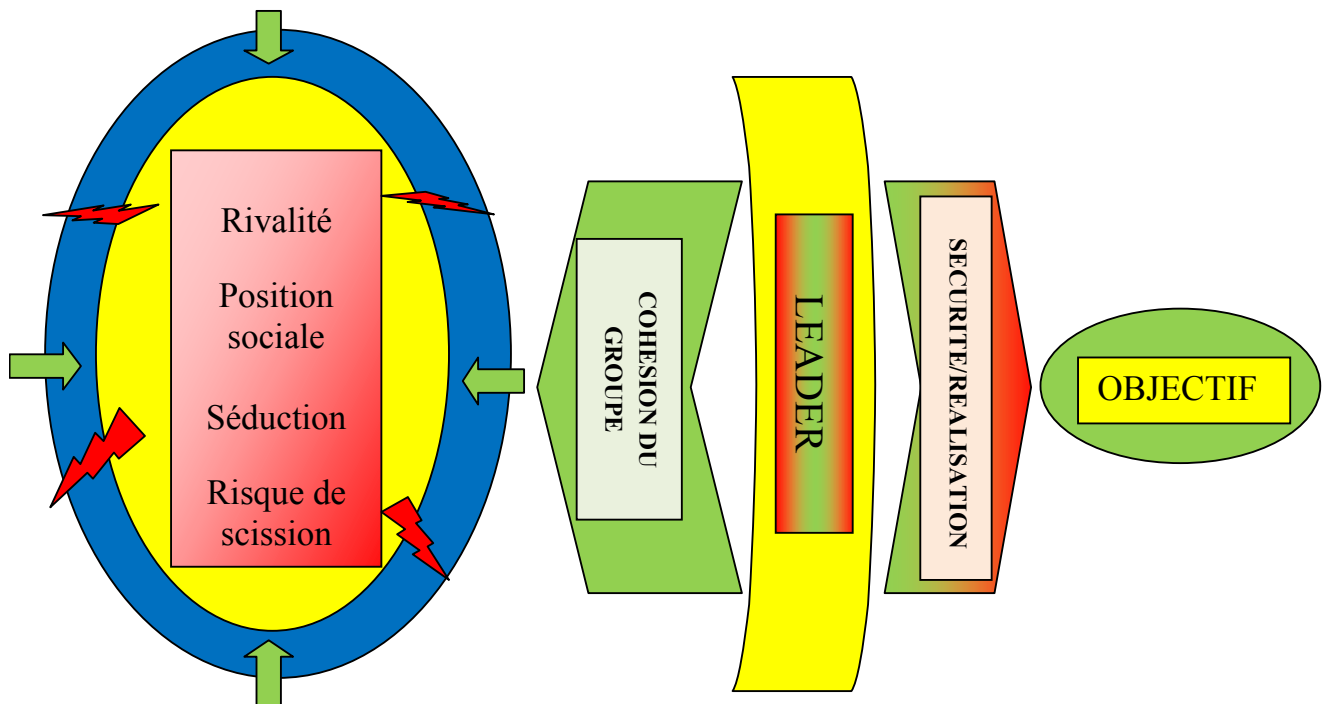 Rivalité
Position
sociale
Séduction
Risque de
scission
COHESION DU
GROUPE
LEADER
SECURITE/REALISATION
OBJECTIF